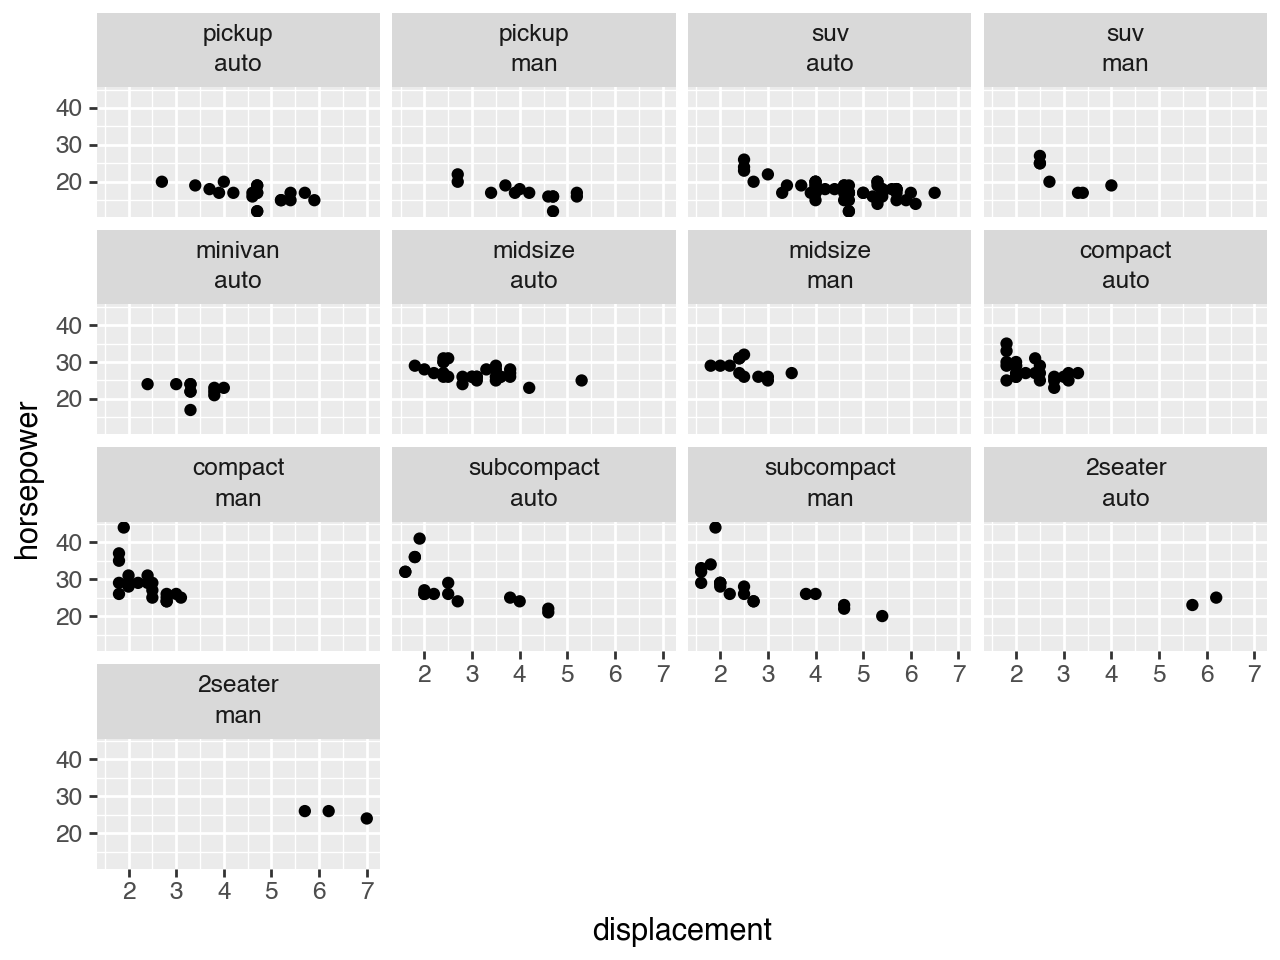 pickup
auto
pickup
man
suv
auto
suv
man
40
30
20
minivan
auto
midsize
auto
midsize
man
compact
auto
40
30
20
compact
man
subcompact
auto
subcompact
man
2seater
auto
40
30
20
2 3 4 5 6 7
2 3 4 5 6 7
2 3 4 5 6 7
2seater
man
40
30
20
2 3 4 5 6 7
horsepower
displacement